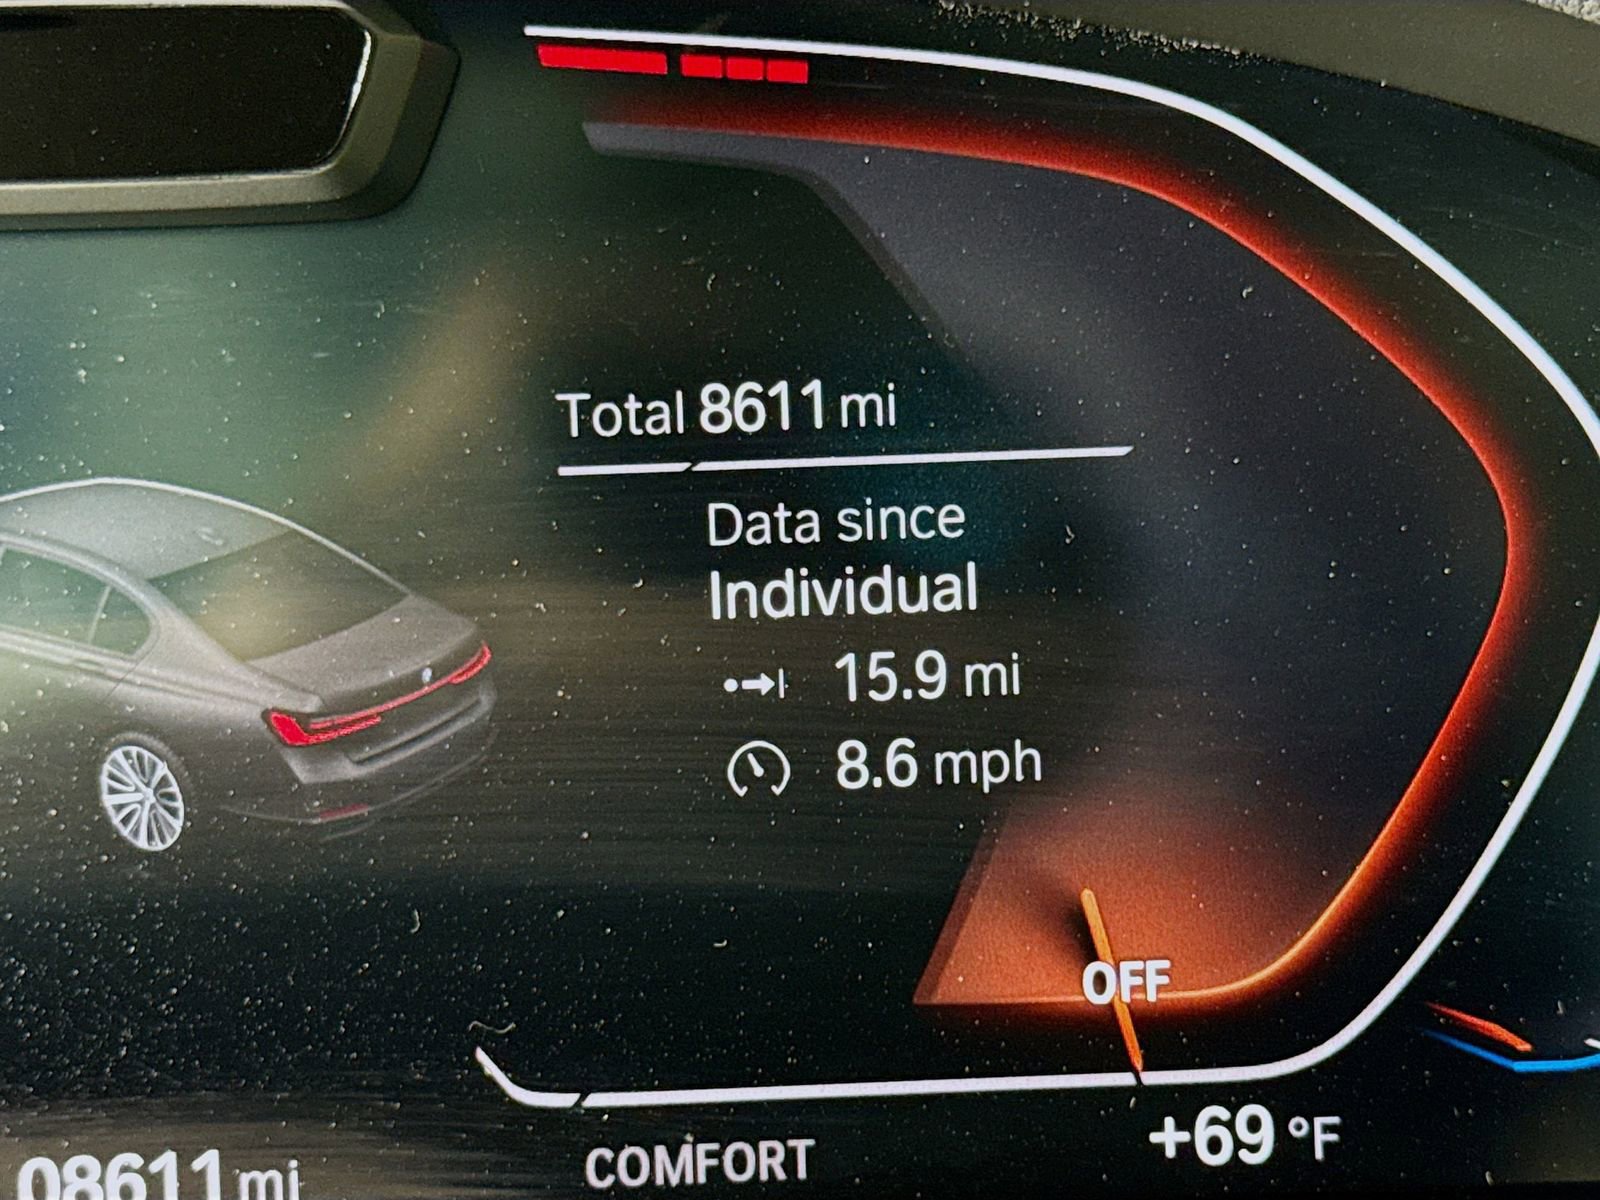 Total 8611 mi
Data since
Individual
15.9 mi
8.6 mph
OFF
+69 °F
COMFORT
08611 mi